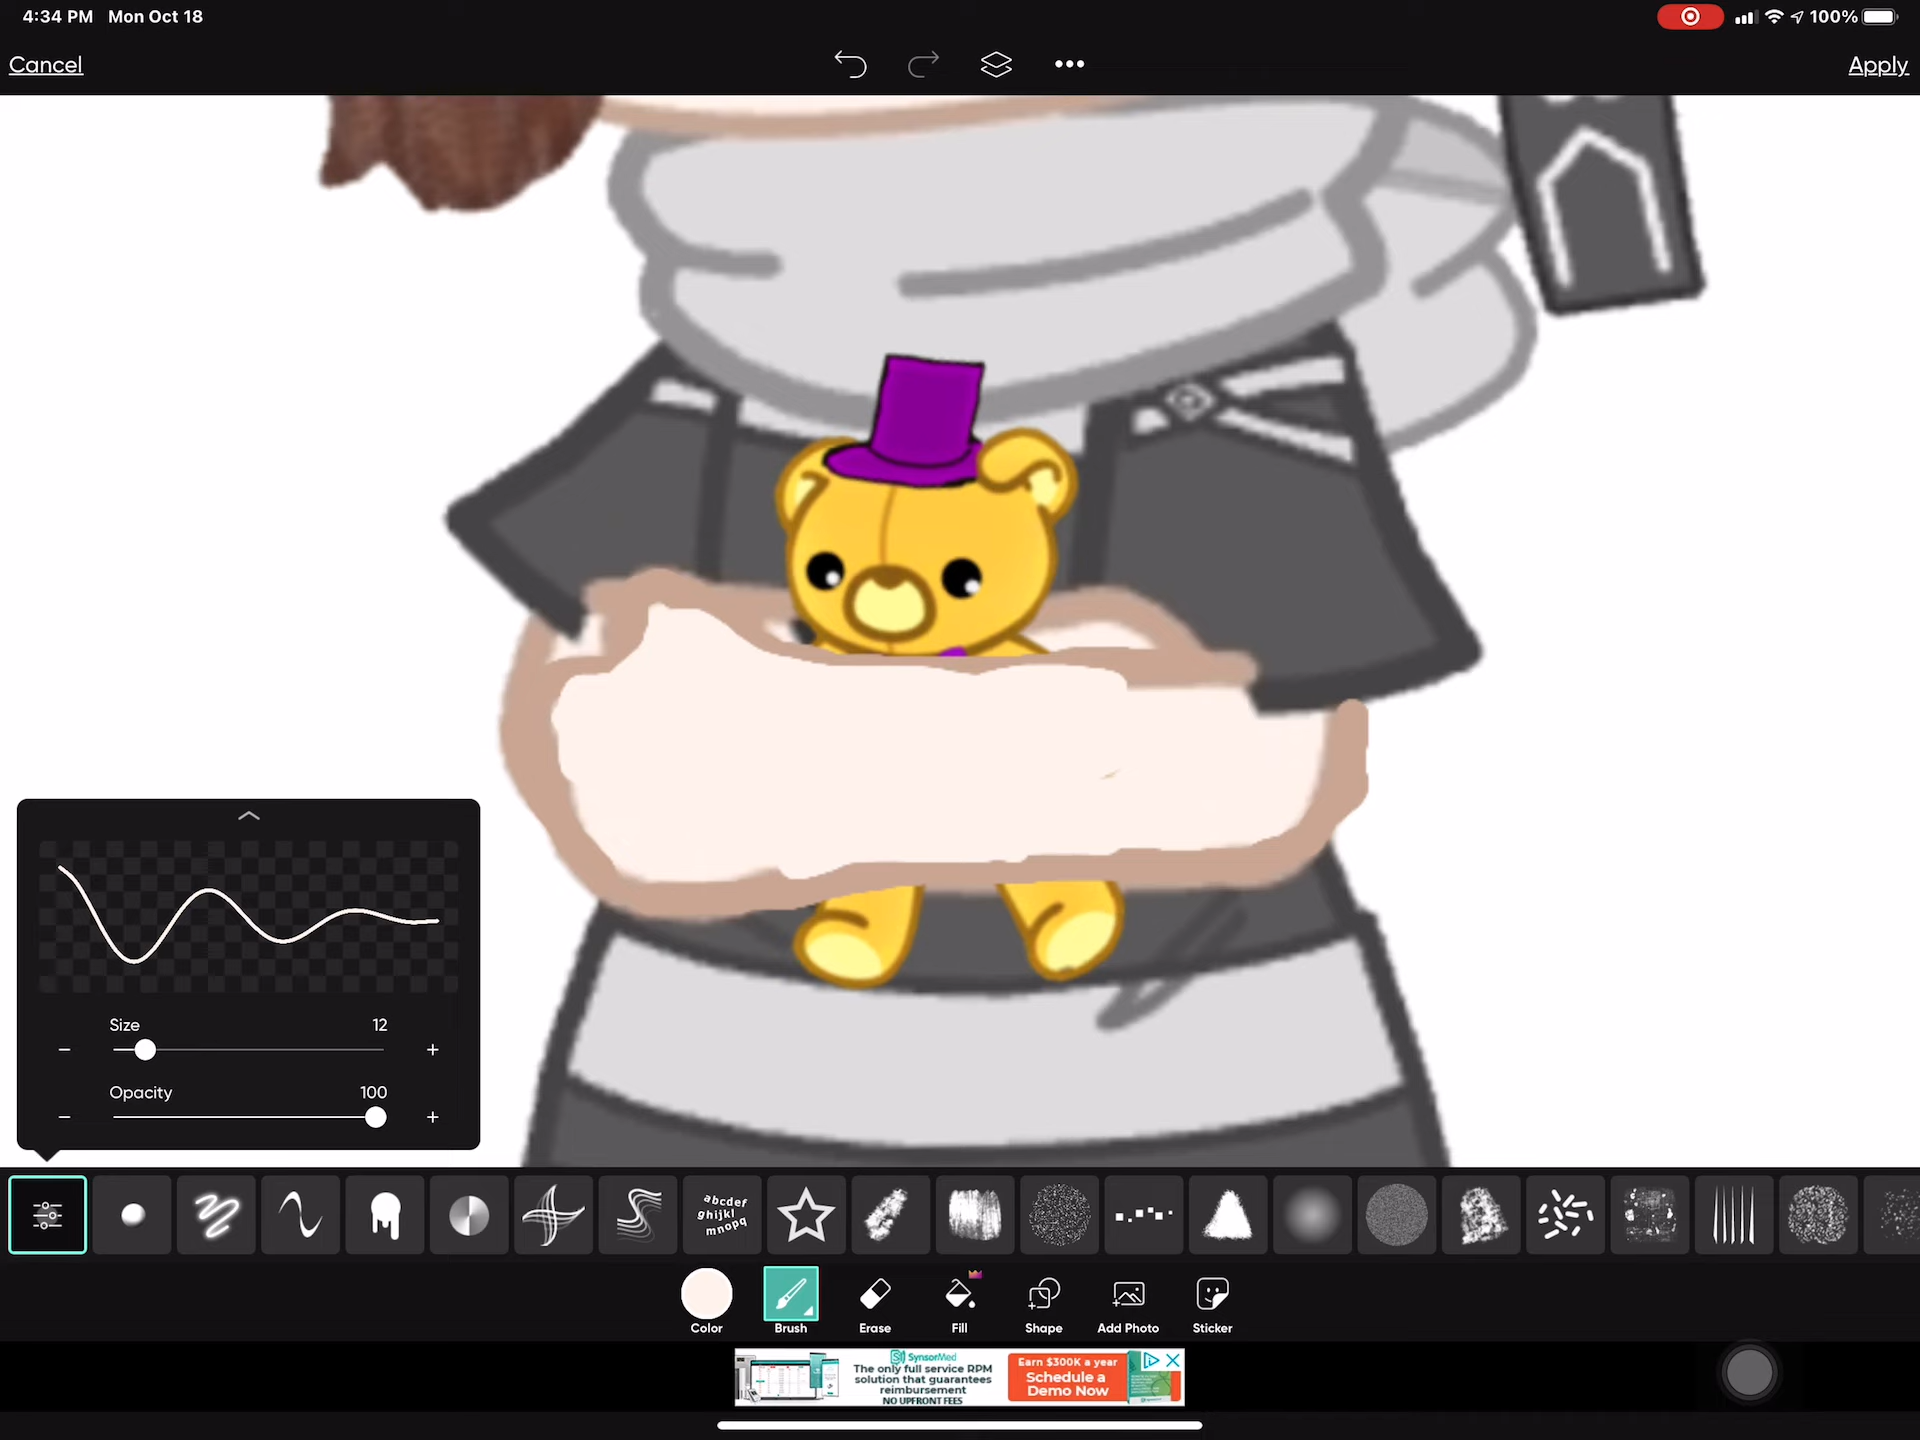 4:34 PM Mon Oct 18
100%
Cancel
Apply
Size 12
Opacity 100
abcdef
ghijkl
mnopq
Color
Brush
Erase
Fill
Shape
Add Photo
Sticker
SynsorMed
The only full service RPM
solution that guarantees
reimbursement
NO UPFRONT FEES
Earn $300K a year
Schedule a
Demo Now